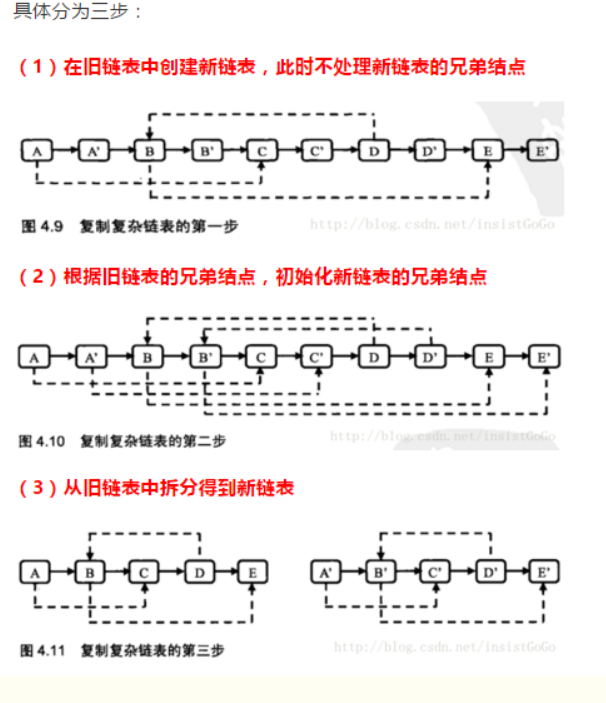 具体分为三步：
（1）在旧链表中创建新链表，此时不处理新链表的兄弟结点
A A' B B' C C' D D' E E'
图 4.9 复制复杂链表的第一步
http://blog.csdn.net/insistGoGo
（2）根据旧链表的兄弟结点，初始化新链表的兄弟结点
A A' B B' C C' D D' E E'
图 4.10 复制复杂链表的第二步
http://blog.csdn.net/insistGoGo
（3）从旧链表中拆分得到新链表
A B C D E A' B' C' D' E'
图 4.11 复制复杂链表的第三步
http://blog.csdn.net/insistGoGo